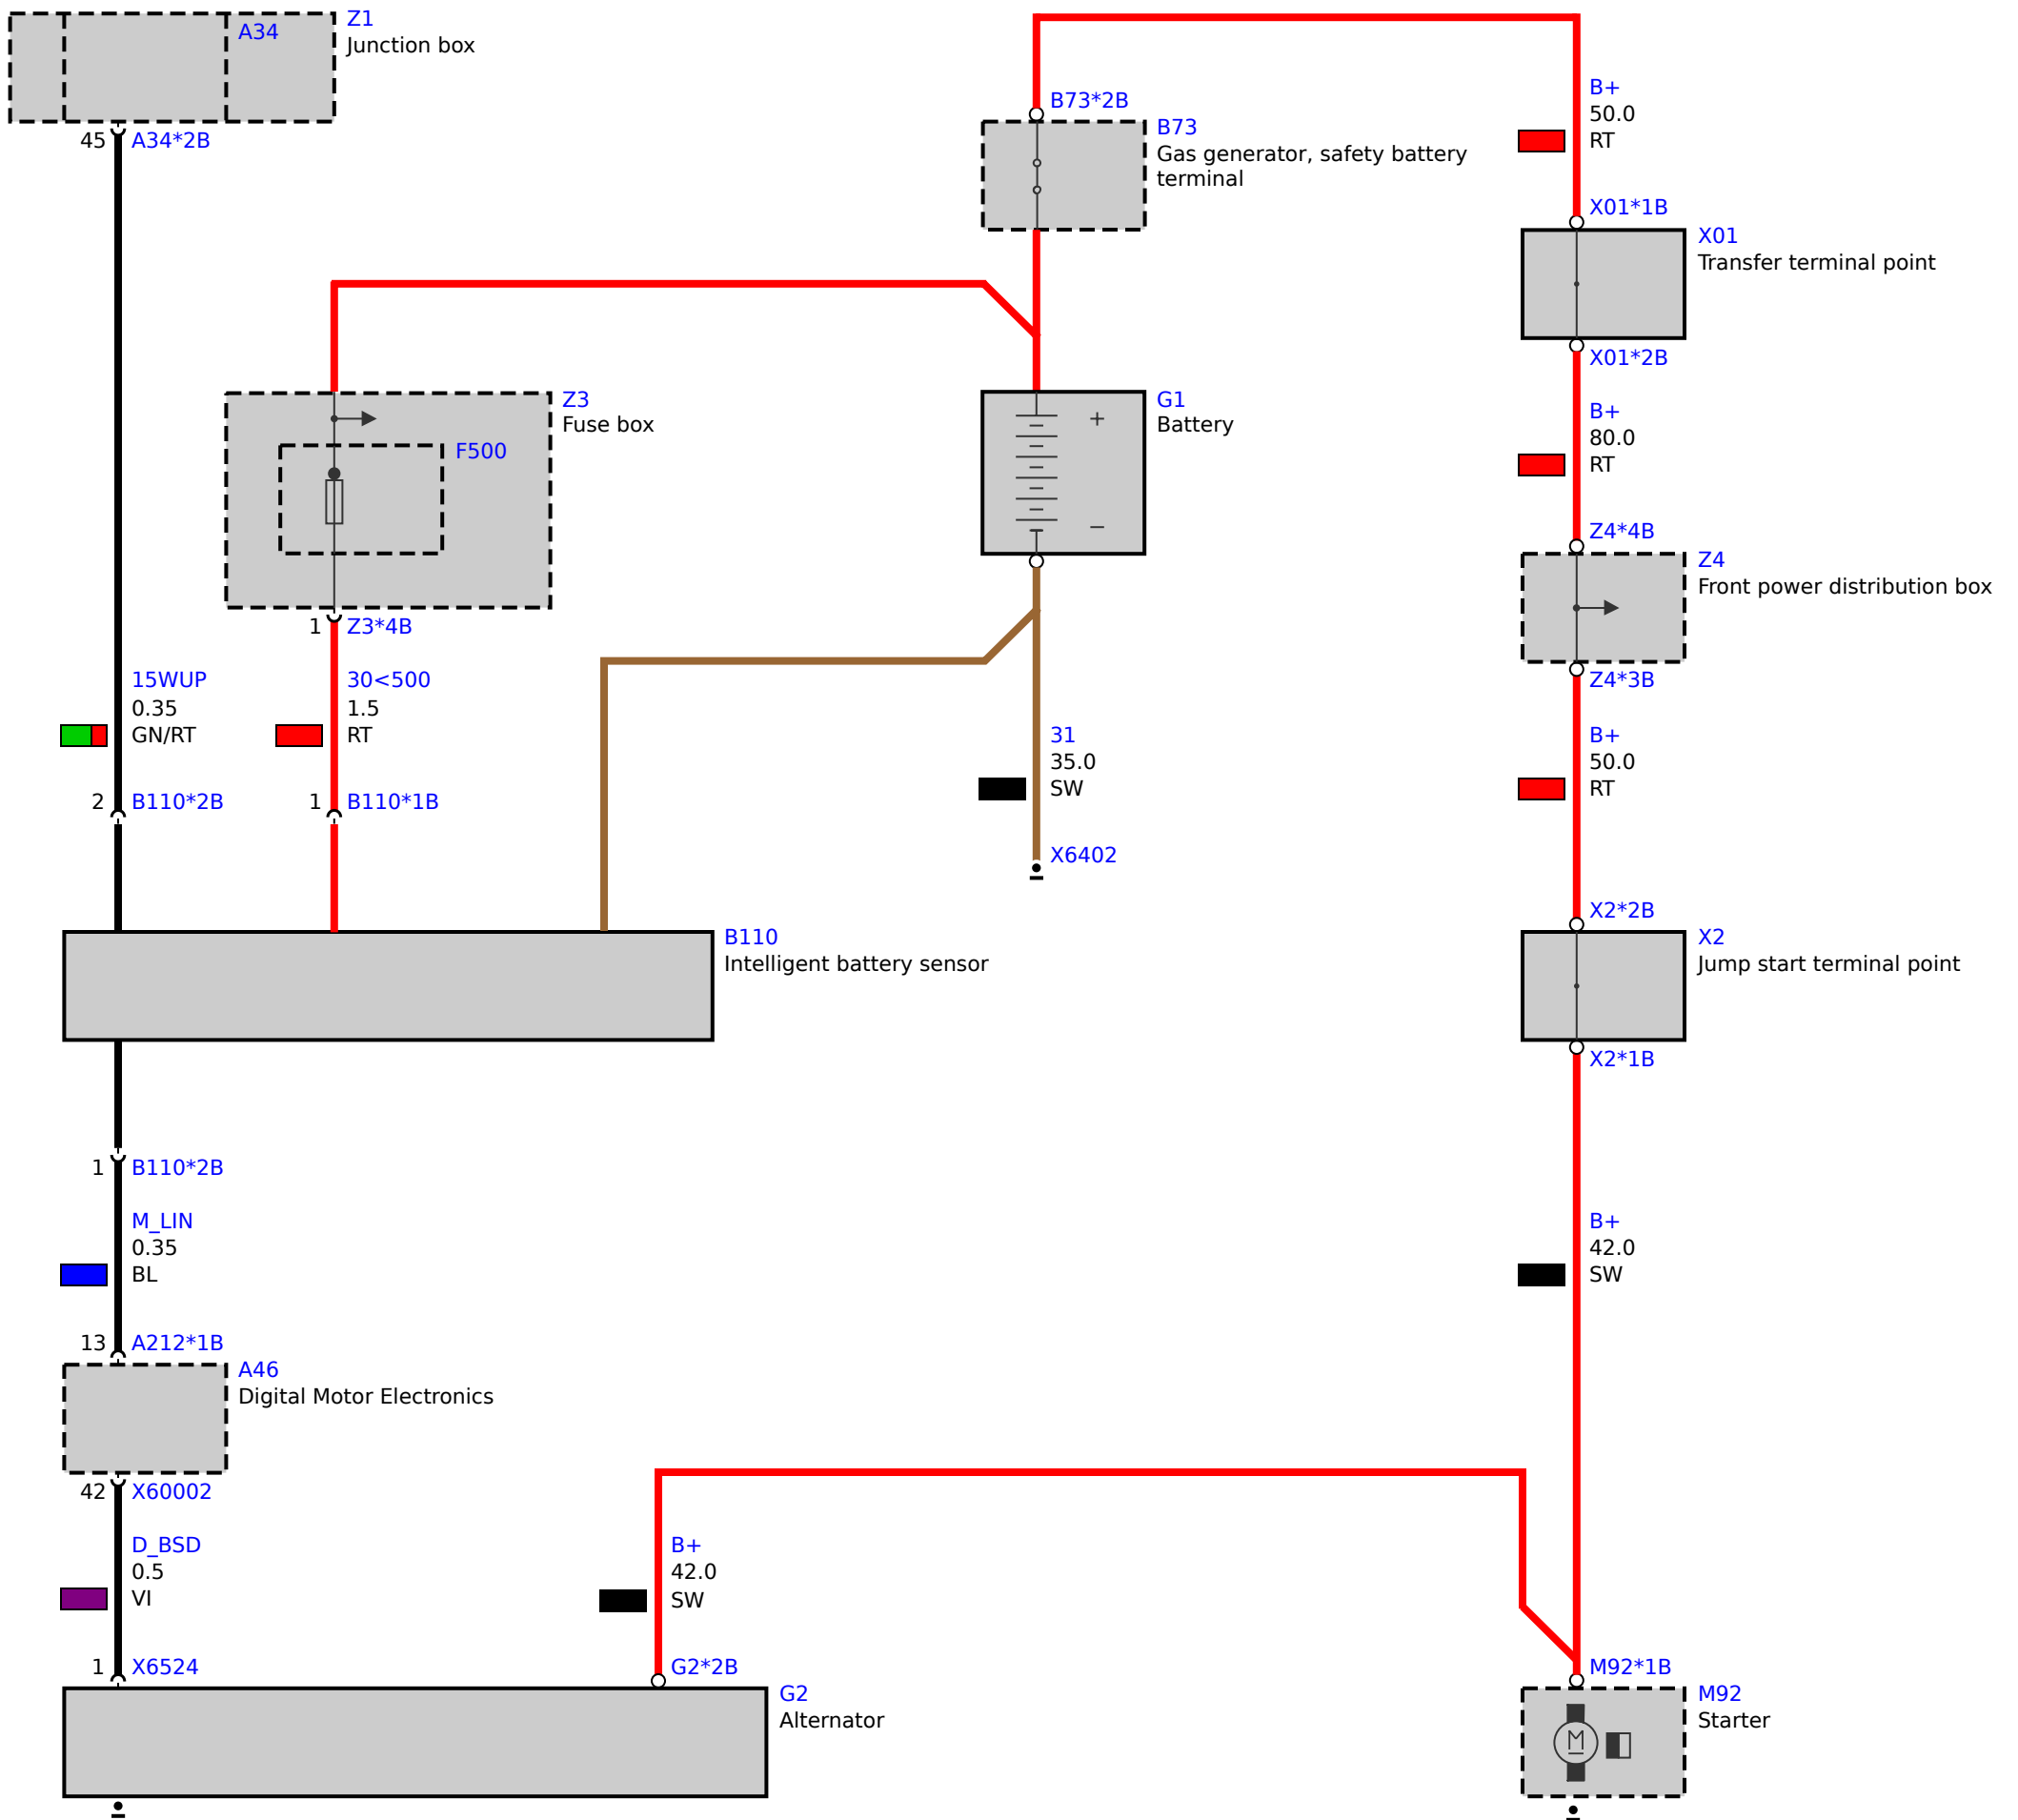 A34
Z1
Junction box
45
A34*2B
B73*2B
B73
Gas generator, safety battery
terminal
B+
50.0
RT
X01*1B
X01
Transfer terminal point
X01*2B
Z3
Fuse box
F500
G1
Battery
+
−
B+
80.0
RT
Z4*4B
Z4
Front power distribution box
Z4*3B
1
Z3*4B
15WUP
0.35
GN/RT
30<500
1.5
RT
31
35.0
SW
B+
50.0
RT
2
B110*2B
1
B110*1B
X6402
X2*2B
B110
Intelligent battery sensor
X2
Jump start terminal point
X2*1B
1
B110*2B
M_LIN
0.35
BL
B+
42.0
SW
13
A212*1B
A46
Digital Motor Electronics
42
X60002
D_BSD
0.5
VI
B+
42.0
SW
1
X6524
G2*2B
M92*1B
G2
Alternator
M92
Starter
M